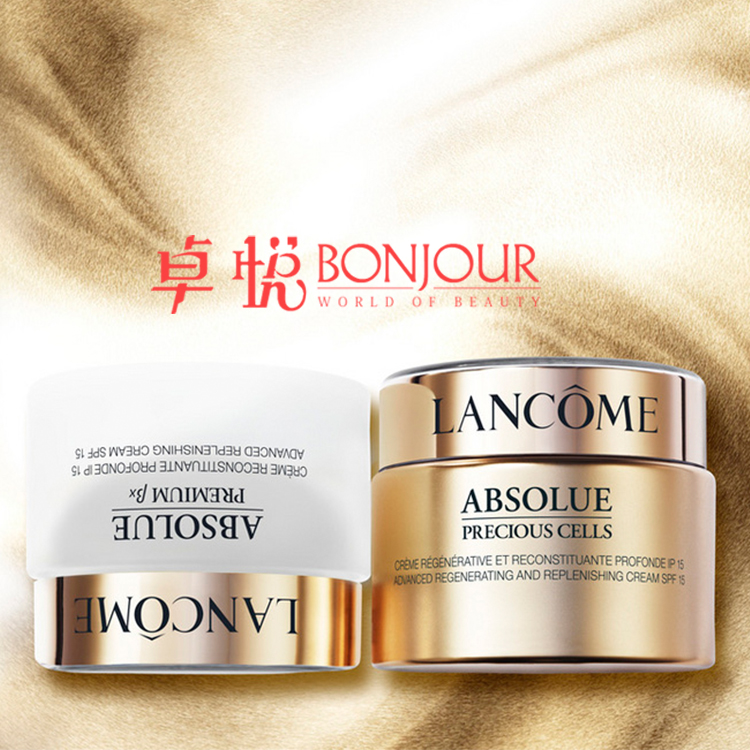 卓悦 BONJOUR
WORLD OF BEAUTY
LANCÔME
ABSOLUE
PREMIUM βx
CRÈME RECONSTITUANTE PROFONDE IP 15
ADVANCED REPLENISHING CREAM SPF 15
LANCÔME
ABSOLUE
PRECIOUS CELLS
CRÈME RÉGÉNÉRATIVE ET RECONSTITUANTE PROFONDE IP 15
ADVANCED REGENERATING AND REPLENISHING CREAM SPF 15